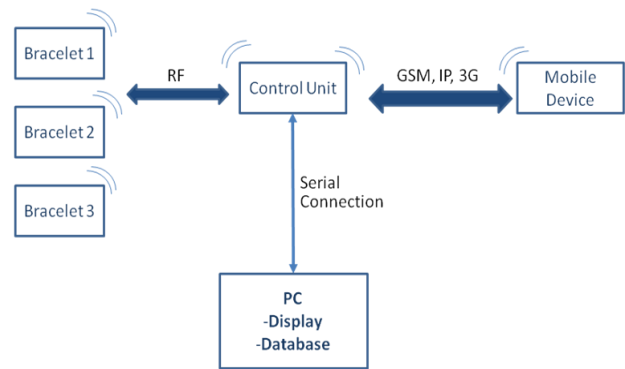 Bracelet 1
RF
Control Unit
GSM, IP, 3G
Mobile
Device
Bracelet 2
Bracelet 3
Serial
Connection
PC
-Display
-Database